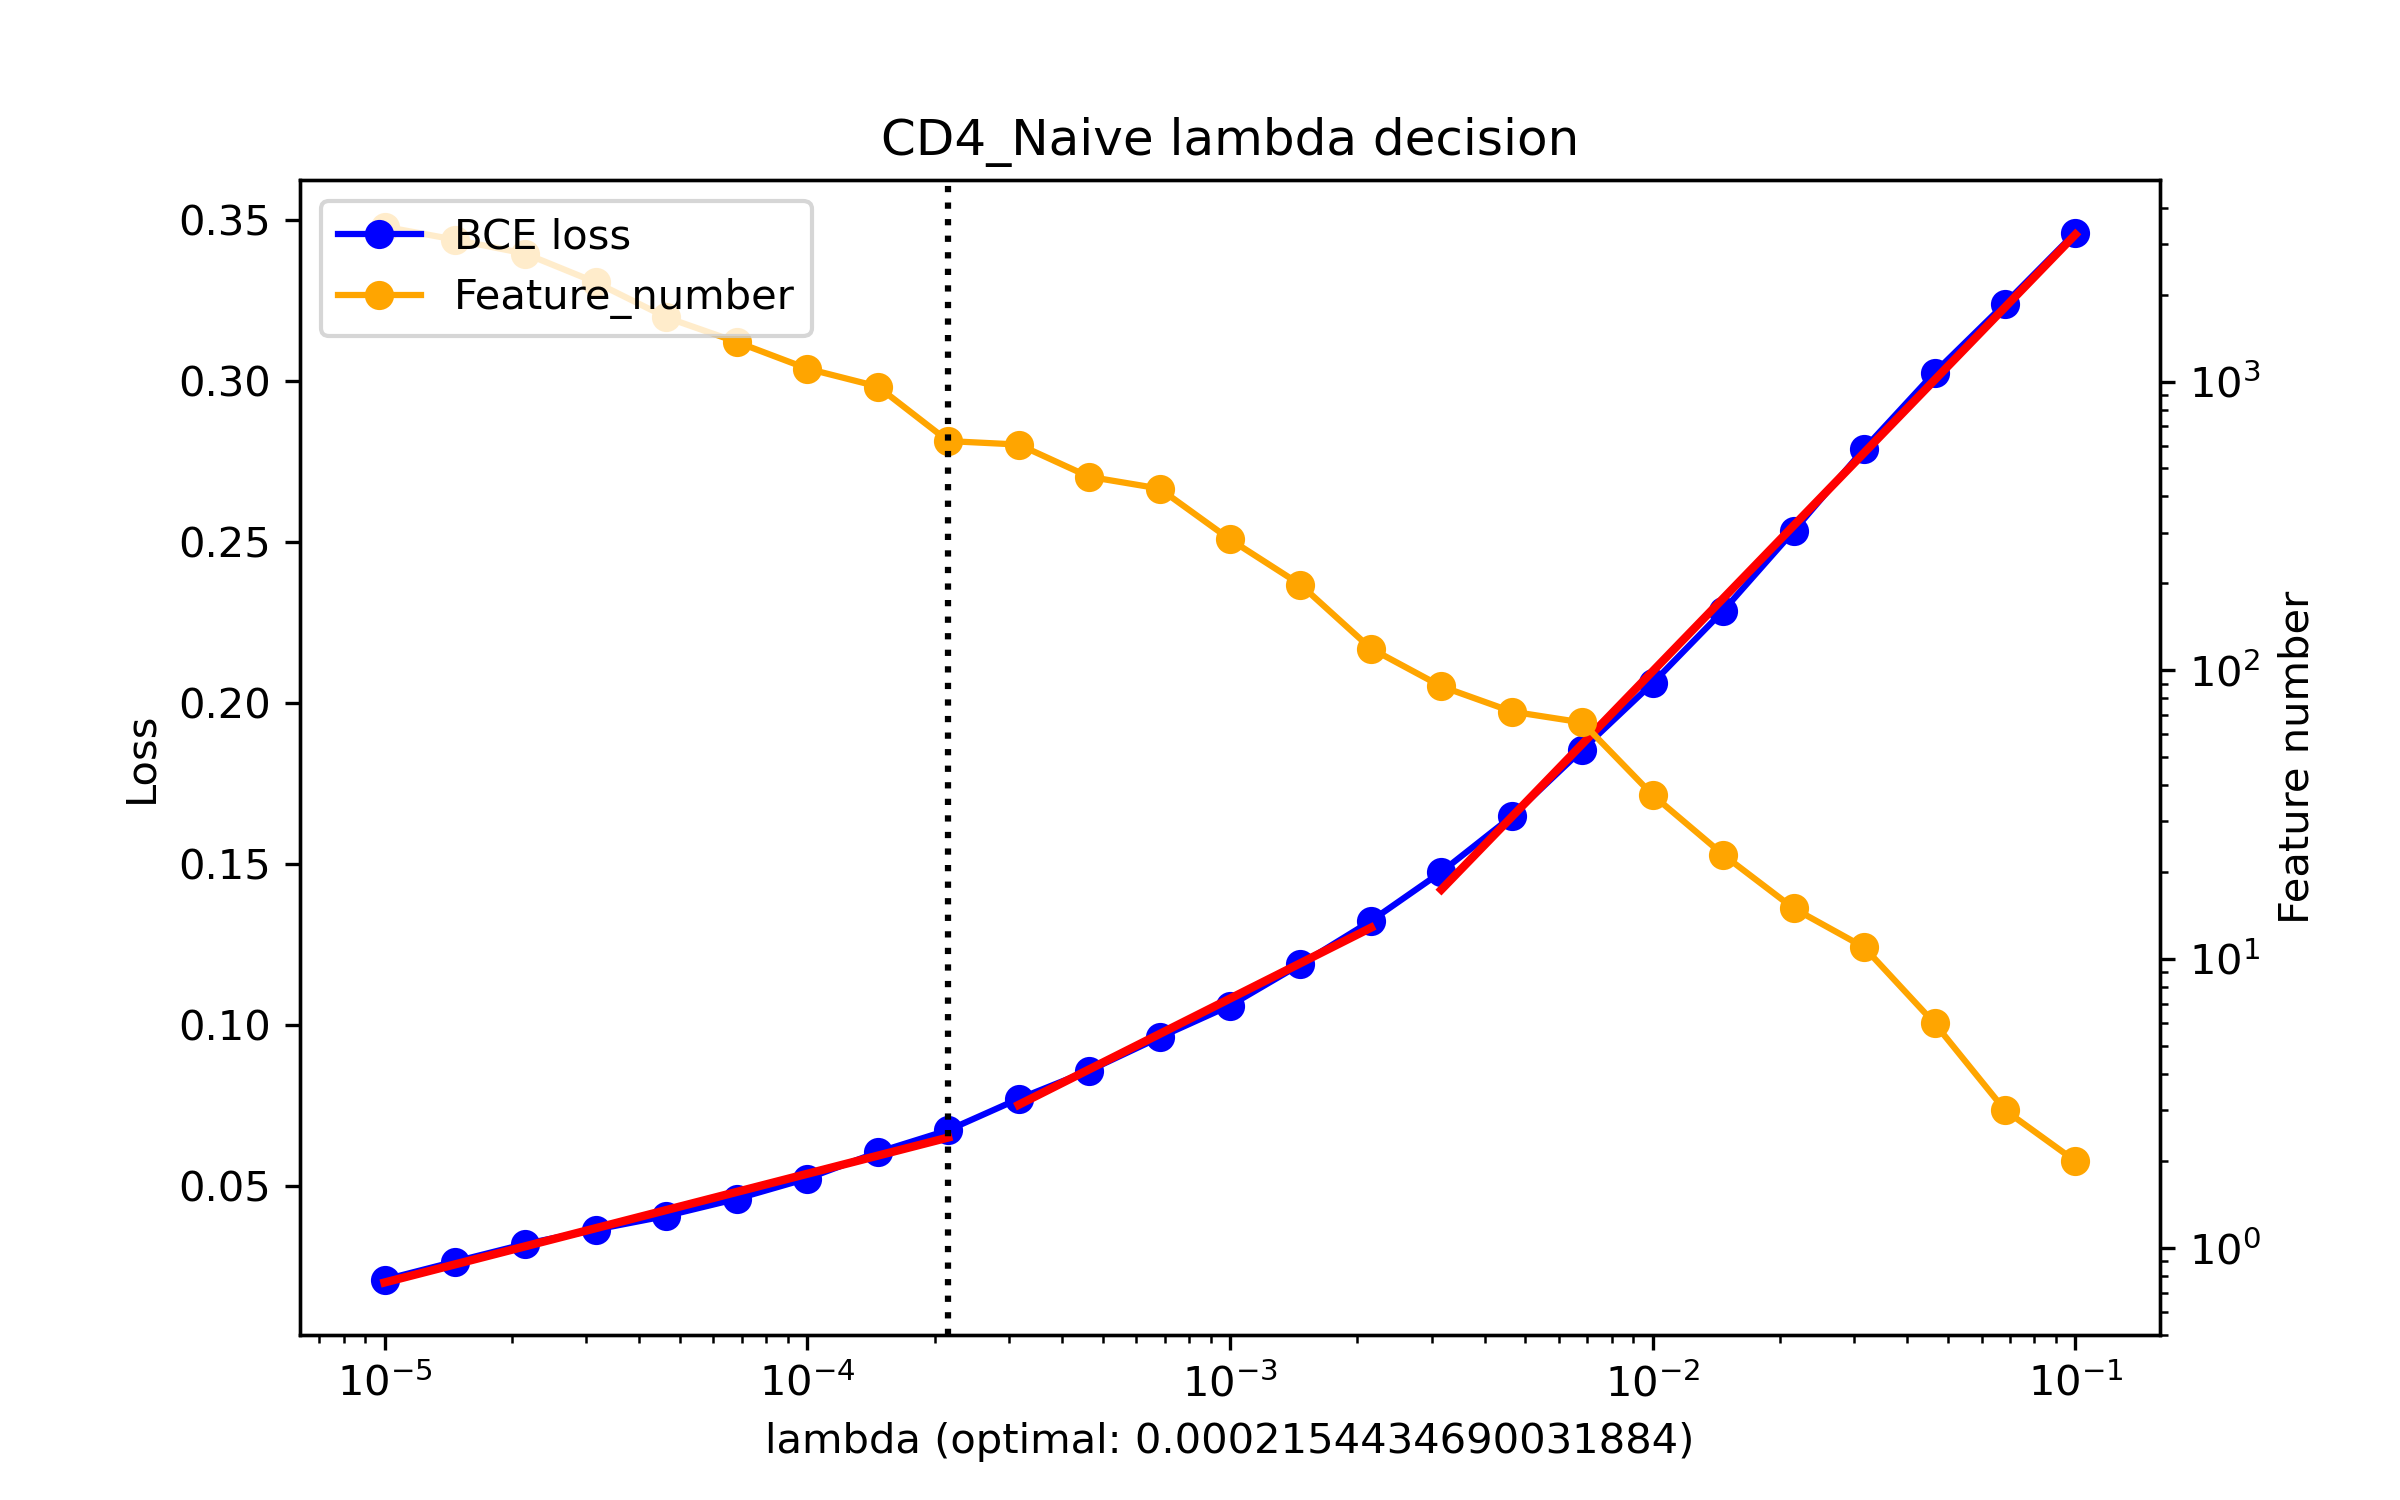 CD4_Naive lambda decision
BCE loss
Feature_number
0.35
0.30
0.25
0.20
0.15
0.10
0.05
Loss
10³
10²
10¹
10⁰
Feature number
10⁻⁵ 10⁻⁴ 10⁻³ 10⁻² 10⁻¹
lambda (optimal: 0.00021544346900318845)